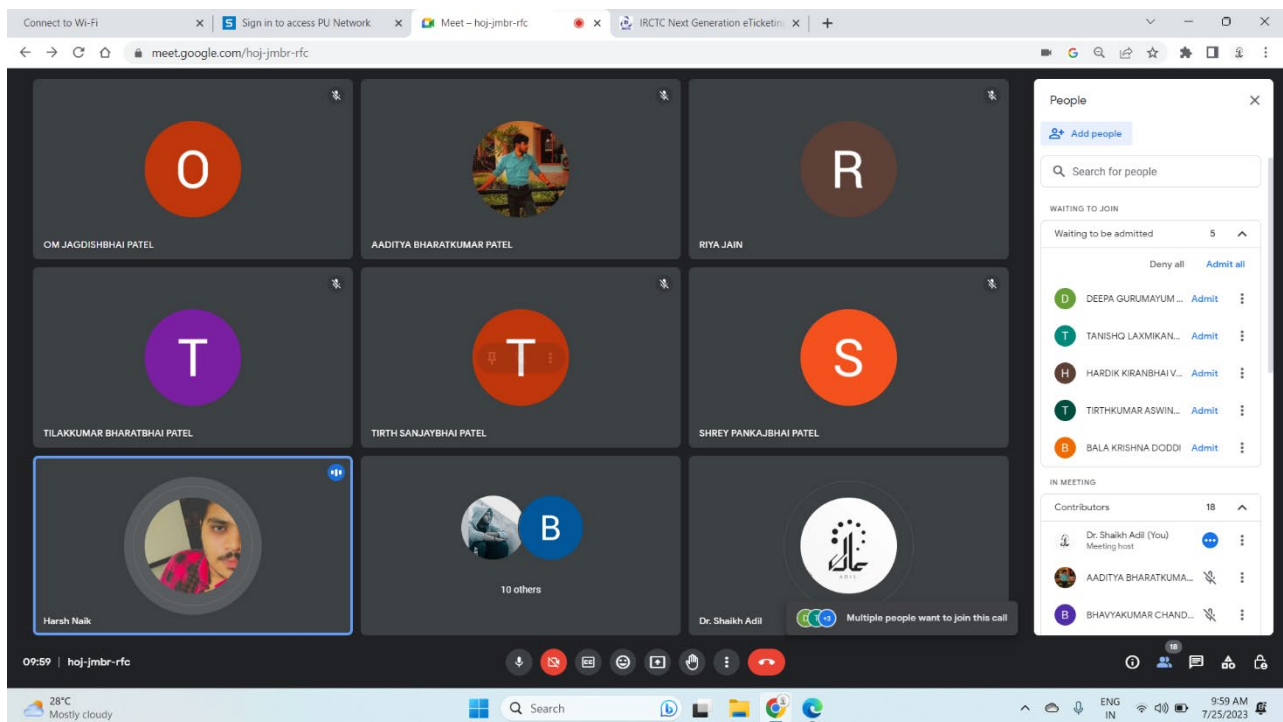 Connect to Wi-Fi
S Sign in to access PU Network
Meet – hoj-jmbr-rfc
IRCTC Next Generation eTicketin
meet.google.com/hoj-jmbr-rfc
O
OM JAGDISHBHAI PATEL
AADITYA BHARATKUMAR PATEL
R
RIYA JAIN
T
TILAKKUMAR BHARATBHAI PATEL
T
TIRTH SANJAYBHAI PATEL
S
SHREY PANKAJBHAI PATEL
Harsh Naik
B
10 others
عادل
ADIL
Dr. Shaikh Adil
D T +3 Multiple people want to join this call
People
Add people
Search for people
WAITING TO JOIN
Waiting to be admitted 5
Deny all Admit all
D DEEPA GURUMAYUM ... Admit
T TANISHQ LAXMIKAN... Admit
H HARDIK KIRANBHAI V... Admit
T TIRTHKUMAR ASWIN... Admit
B BALA KRISHNA DODDI Admit
IN MEETING
Contributors 18
Dr. Shaikh Adil (You)
Meeting host
AADITYA BHARATKUMA...
B BHAVYAKUMAR CHAND...
09:59 | hoj-jmbr-rfc
CC
18
28°C
Mostly cloudy
Search
ENG
IN
9:59 AM
7/25/2023